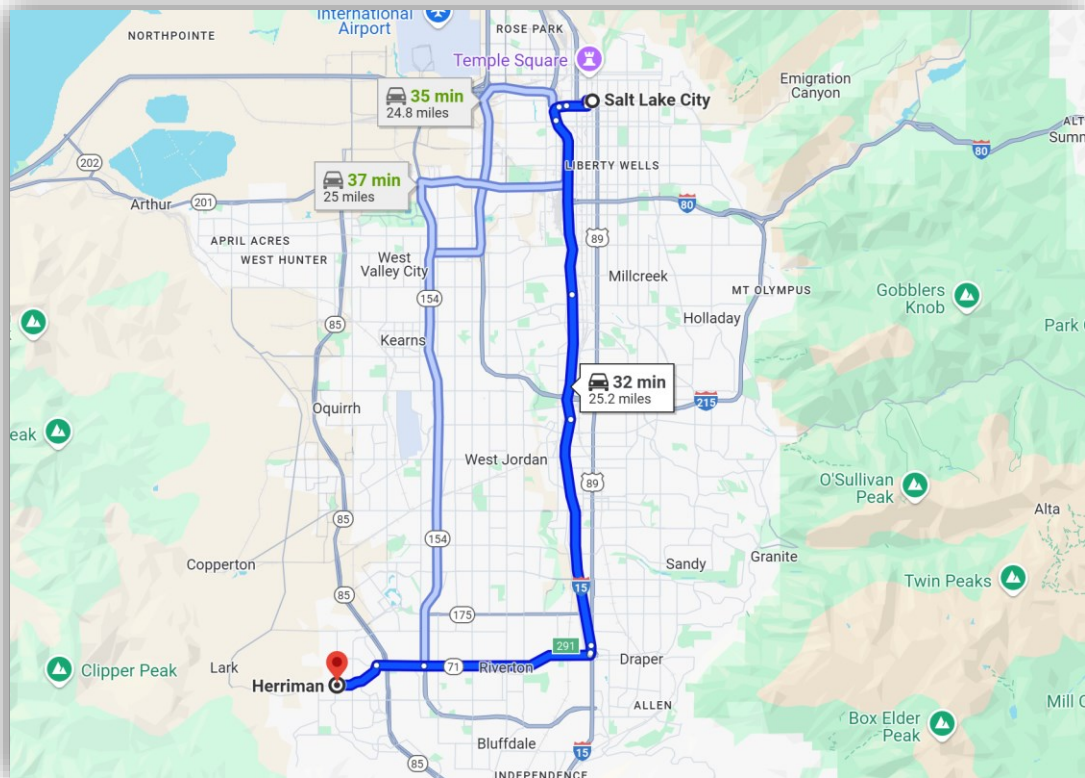 International
Airport
NORTHPOINTE
ROSE PARK
Temple Square
Emigration
Canyon
35 min
24.8 miles
Salt Lake City
ALT
Summ
80
202
LIBERTY WELLS
37 min
25 miles
Arthur
201
80
APRIL ACRES
WEST HUNTER
89
West
Valley City
Millcreek
MT OLYMPUS
Gobblers
Knob
154
Holladay
85
Kearns
Park C
32 min
25.2 miles
215
Oquirrh
eak
West Jordan
89
O'Sullivan
Peak
Alta
85
154
Granite
Copperton
Sandy
Twin Peaks
15
85
175
291
Clipper Peak
Lark
71
Riverton
Draper
Herriman
ALLEN
Mill C
Box Elder
Peak
Bluffdale
15
85
INDEPENDENCE